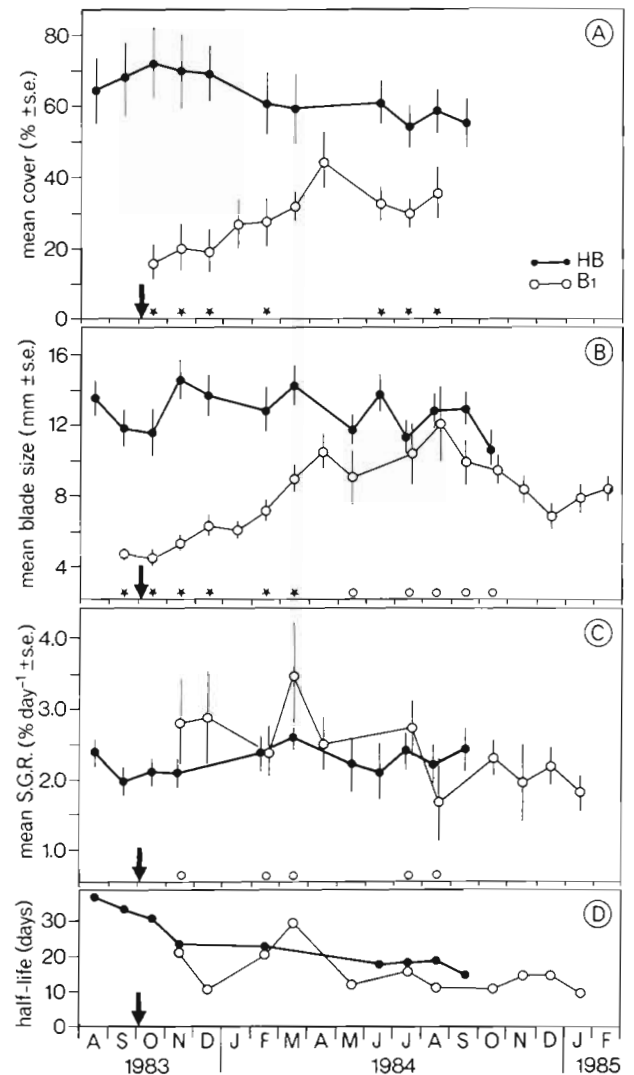 A
mean cover (% ± s.e.)
80
60
40
20
0
HB
B1
B
mean blade size (mm ± s.e.)
16
12
8
4
C
mean S.G.R. (% day⁻¹ ± s.e.)
4.0
3.0
2.0
1.0
D
half-life (days)
30
20
10
0
A S O N D J F M A M J J A S O N D J F
1983 1984 1985